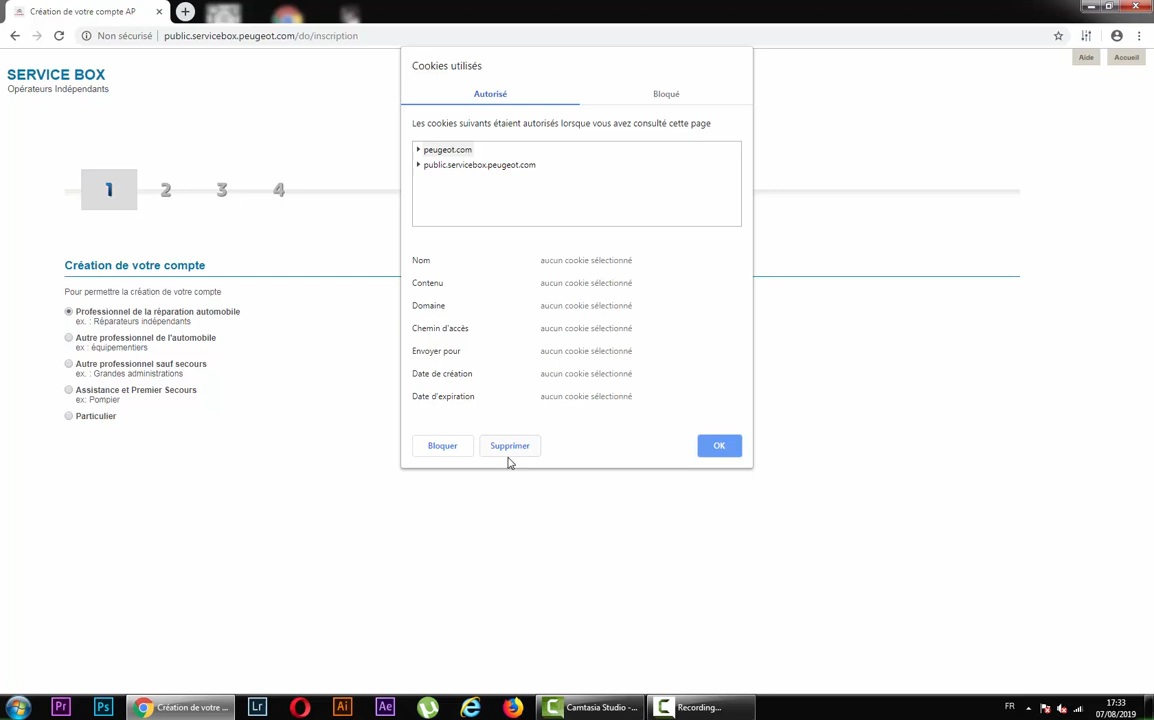 Création de votre compte AP
Non sécurisé
public.servicebox.peugeot.com/do/inscription
SERVICE BOX
Opérateurs Indépendants
Aide
Accueil
1
2
3
4
Création de votre compte
Pour permettre la création de votre compte
Professionnel de la réparation automobile
ex. : Réparateurs indépendants
Autre professionnel de l'automobile
ex : équipementiers
Autre professionnel sauf secours
ex. : Grandes administrations
Assistance et Premier Secours
ex: Pompier
Particulier
Cookies utilisés
Autorisé
Bloqué
Les cookies suivants étaient autorisés lorsque vous avez consulté cette page
peugeot.com
public.servicebox.peugeot.com
Nom aucun cookie sélectionné
Contenu aucun cookie sélectionné
Domaine aucun cookie sélectionné
Chemin d'accès aucun cookie sélectionné
Envoyer pour aucun cookie sélectionné
Date de création aucun cookie sélectionné
Date d'expiration aucun cookie sélectionné
Bloquer
Supprimer
OK
Pr
Ps
Création de votre ...
Lr
Ai
Ae
Camtasia Studio -...
Recording...
FR
17:33
07/08/2019